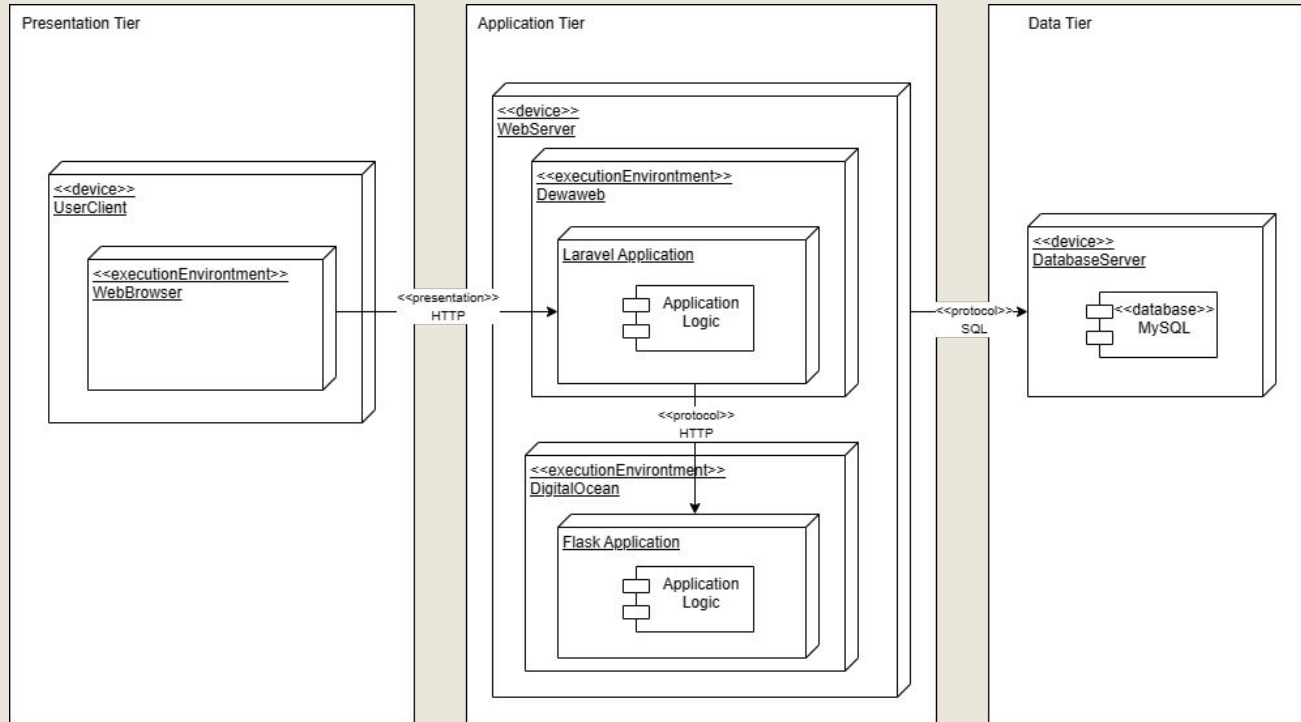 Presentation Tier
<<device>>
UserClient
<<executionEnvirontment>>
WebBrowser
<<presentation>>
HTTP
Application Tier
<<device>>
WebServer
<<executionEnvirontment>>
Dewaweb
Laravel Application
Application
Logic
<<protocol>>
HTTP
<<executionEnvirontment>>
DigitalOcean
Flask Application
Application
Logic
<<protocol>>
SQL
Data Tier
<<device>>
DatabaseServer
<<database>>
MySQL